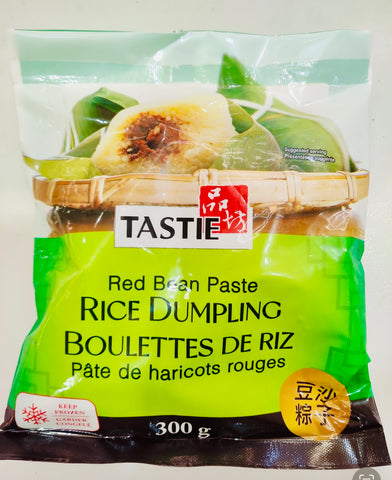 Suggested serving
Présentation suggérée
TASTIE 品坊
Red Bean Paste
RICE DUMPLING
BOULETTES DE RIZ
Pâte de haricots rouges
KEEP
FROZEN
GARDER
CONGELÉ
豆沙粽子
300 g